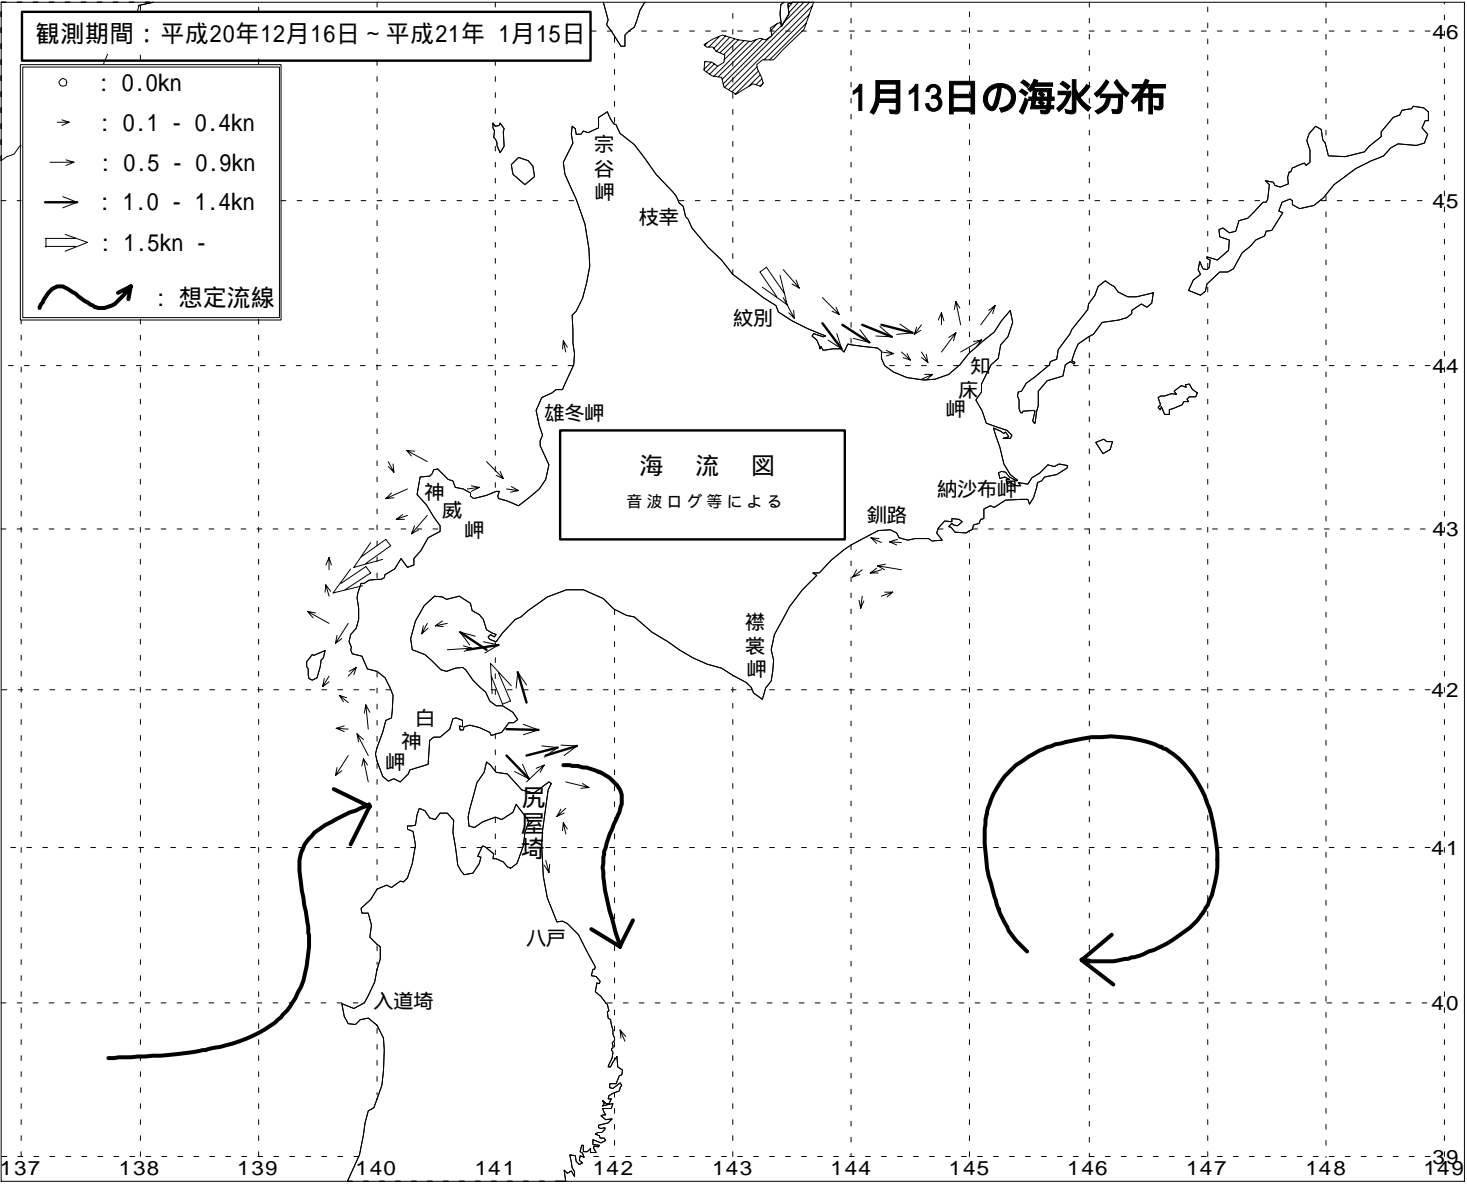 観測期間：平成20年12月16日～平成21年 1月15日
：0.0kn
：0.1 - 0.4kn
：0.5 - 0.9kn
：1.0 - 1.4kn
：1.5kn -
：想定流線
1月13日の海氷分布
宗谷岬
枝幸
紋別
知床岬
雄冬岬
海流図
音波ログ等による
神威岬
納沙布岬
釧路
襟裳岬
白神岬
尻屋埼
八戸
入道埼
46
45
44
43
42
41
40
39
137 138 139 140 141 142 143 144 145 146 147 148 149